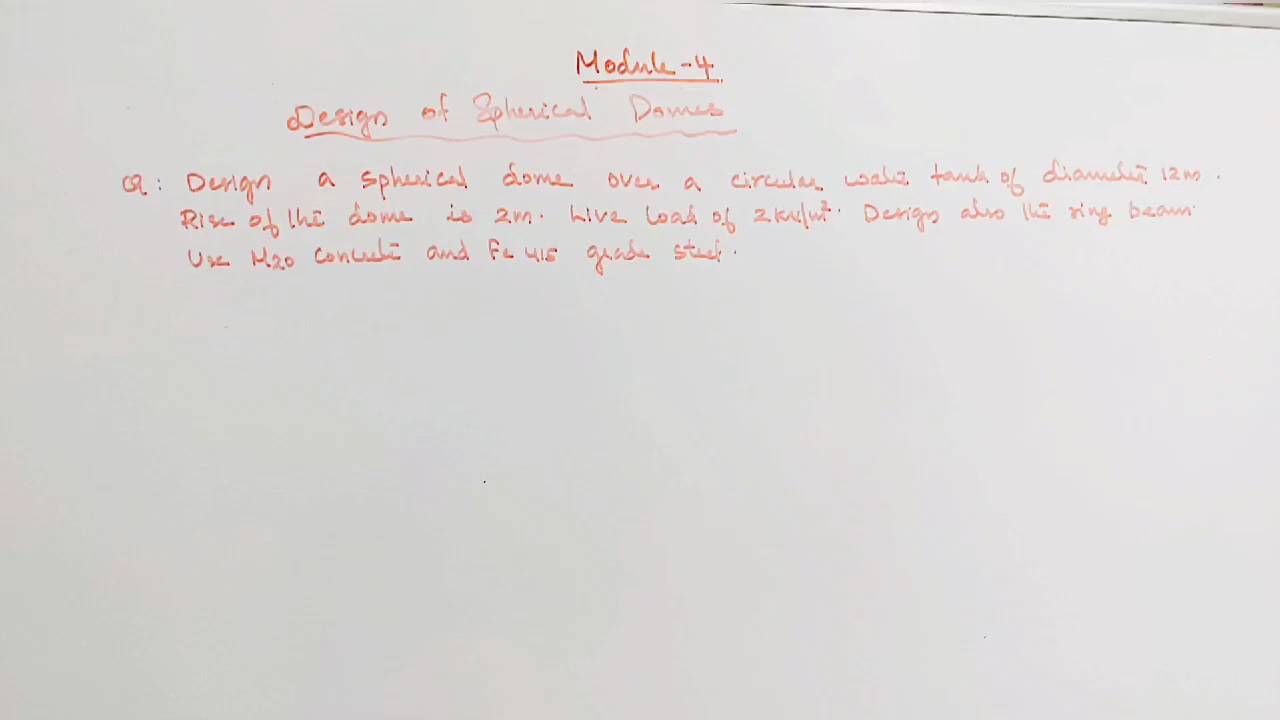 Module-4
Design of Spherical Domes
Q: Design a spherical dome over a circular water tank of diameter 12m.
Rise of the dome is 2m. Live load of 2kN/m². Design also the ring beam.
Use M20 concrete and Fe 415 grade steel.